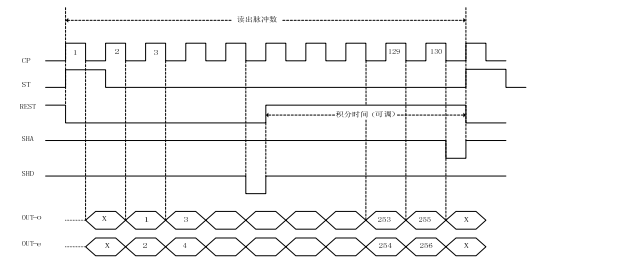 读出脉冲数
CP 1 2 3 129 130
ST
REST 积分时间(可调)
SHA
SHD
OUT-o X 1 3 253 255 X
OUT-e X 2 4 254 256 X